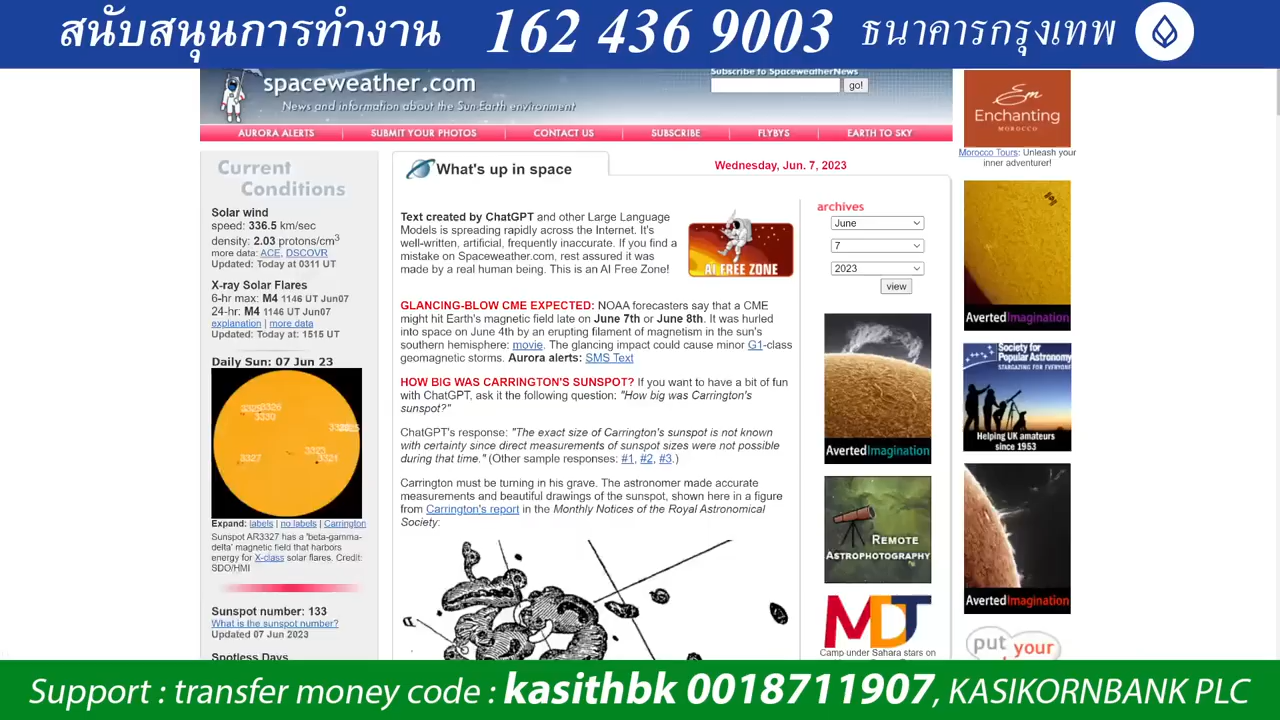 สนับสนุนการทำงาน 162 436 9003 ธนาคารกรุงเทพ
spaceweather.com
News and information about the Sun Earth environment
Subscribe to SpaceweatherNews
go!
AURORA ALERTS | SUBMIT YOUR PHOTOS | CONTACT US | SUBSCRIBE | FLYBYS | EARTH TO SKY
Current
Conditions
Solar wind
speed: 336.5 km/sec
density: 2.03 protons/cm3
more data: ACE, DSCOVR
Updated: Today at 0311 UT
X-ray Solar Flares
6-hr max: M4 1146 UT Jun07
24-hr: M4 1146 UT Jun07
explanation | more data
Updated: Today at: 1515 UT
Daily Sun: 07 Jun 23
3330
3327
3321
Expand: labels | no labels | Carrington
Sunspot AR3327 has a 'beta-gamma-
delta' magnetic field that harbors
energy for X-class solar flares. Credit:
SDO/HMI
Sunspot number: 133
What is the sunspot number?
Updated 07 Jun 2023
Spotless Days
What's up in space
Wednesday, Jun. 7, 2023
Text created by ChatGPT and other Large Language
Models is spreading rapidly across the Internet. It's
well-written, artificial, frequently inaccurate. If you find a
mistake on Spaceweather.com, rest assured it was
made by a real human being. This is an AI Free Zone!
AI FREE ZONE
GLANCING-BLOW CME EXPECTED: NOAA forecasters say that a CME
might hit Earth's magnetic field late on June 7th or June 8th. It was hurled
into space on June 4th by an erupting filament of magnetism in the sun's
southern hemisphere: movie. The glancing impact could cause minor G1-class
geomagnetic storms. Aurora alerts: SMS Text
HOW BIG WAS CARRINGTON'S SUNSPOT? If you want to have a bit of fun
with ChatGPT, ask it the following question: "How big was Carrington's
sunspot?"
ChatGPT's response: "The exact size of Carrington's sunspot is not known
with certainty since direct measurements of sunspot sizes were not possible
during that time." (Other sample responses: #1, #2, #3.)
Carrington must be turning in his grave. The astronomer made accurate
measurements and beautiful drawings of the sunspot, shown here in a figure
from Carrington's report in the Monthly Notices of the Royal Astronomical
Society:
archives
June
7
2023
view
AvertedImagination
REMOTE
ASTROPHOTOGRAPHY
MDT
Camp under Sahara stars on
Em
Enchanting
MOROCCO
Morocco Tours: Unleash your
inner adventurer!
AvertedImagination
Society for
Popular Astronomy
STARGAZING FOR EVERYONE
Helping UK amateurs
since 1953
AvertedImagination
put your
Support : transfer money code : kasithbk 0018711907, KASIKORNBANK PLC